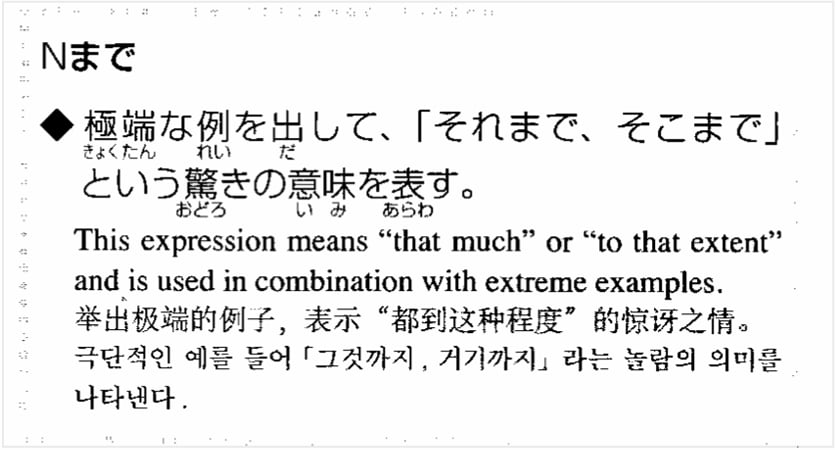 Nまで
◆ 極端な例を出して、「それまで、そこまで」
きょくたん れい だ
という驚きの意味を表す。
おどろ いみ あらわ
This expression means “that much” or “to that extent”
and is used in combination with extreme examples.
举出极端的例子，表示“都到这种程度”的惊讶之情。
극단적인 예를 들어「그것까지, 거기까지」라는 놀람의 의미를
나타낸다.